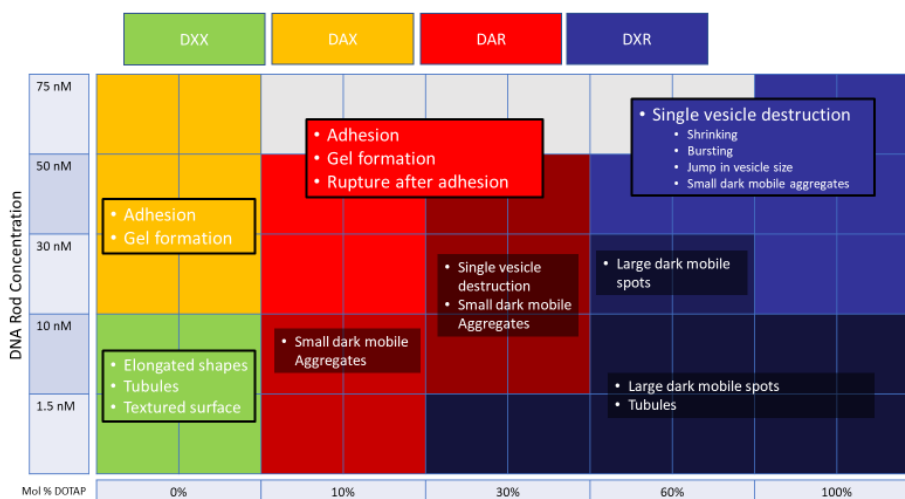 DXX
DAX
DAR
DXR
DNA Rod Concentration
75 nM
50 nM
30 nM
10 nM
1.5 nM
• Adhesion
• Gel formation
• Elongated shapes
• Tubules
• Textured surface
• Adhesion
• Gel formation
• Rupture after adhesion
• Small dark mobile
Aggregates
• Single vesicle
destruction
• Small dark mobile
Aggregates
• Single vesicle destruction
• Shrinking
• Bursting
• Jump in vesicle size
• Small dark mobile aggregates
• Large dark mobile
spots
• Large dark mobile spots
• Tubules
Mol % DOTAP
0%
10%
30%
60%
100%